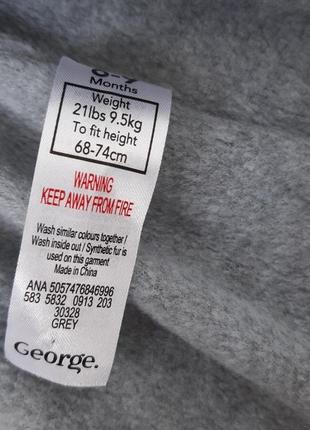 6-9
Months
Weight
21lbs 9.5kg
To fit height
68-74cm
WARNING
KEEP AWAY FROM FIRE
Wash similar colours together/
Wash inside out / Synthetic fur is
used on this garment
Made in China
ANA 5057476846996
583 5832 0913 203
30328
GREY
George.